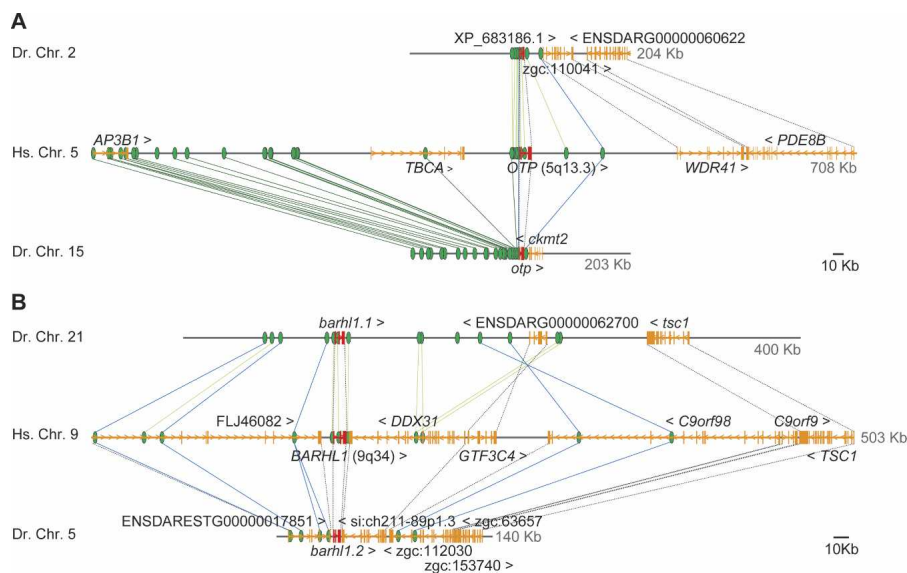 A
XP_683186.1 > < ENSDARG00000060622
Dr. Chr. 2
204 Kb
zgc:110041 >
AP3B1 >
< PDE8B
Hs. Chr. 5
TBCA >
OTP (5q13.3) >
WDR41 >
708 Kb
< ckmt2
Dr. Chr. 15
otp >
203 Kb
10 Kb
B
barhl1.1 >
< ENSDARG00000062700
< tsc1
Dr. Chr. 21
400 Kb
FLJ46082 >
< DDX31
< C9orf98
C9orf9 >
Hs. Chr. 9
503 Kb
BARHL1 (9q34) >
GTF3C4 >
< TSC1
ENSDARESTG00000017851 > < si:ch211-89p1.3 < zgc:63657
Dr. Chr. 5
140 Kb
barhl1.2 > < zgc:112030
10Kb
zgc:153740 >